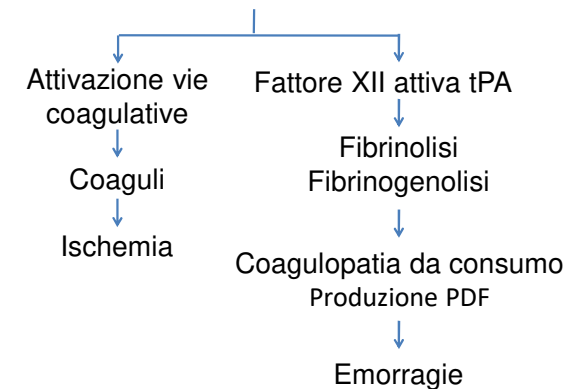 Attivazione vie
coagulative
Coaguli
Ischemia
Fattore XII attiva tPA
Fibrinolisi
Fibrinogenolisi
Coagulopatia da consumo
Produzione PDF
Emorragie